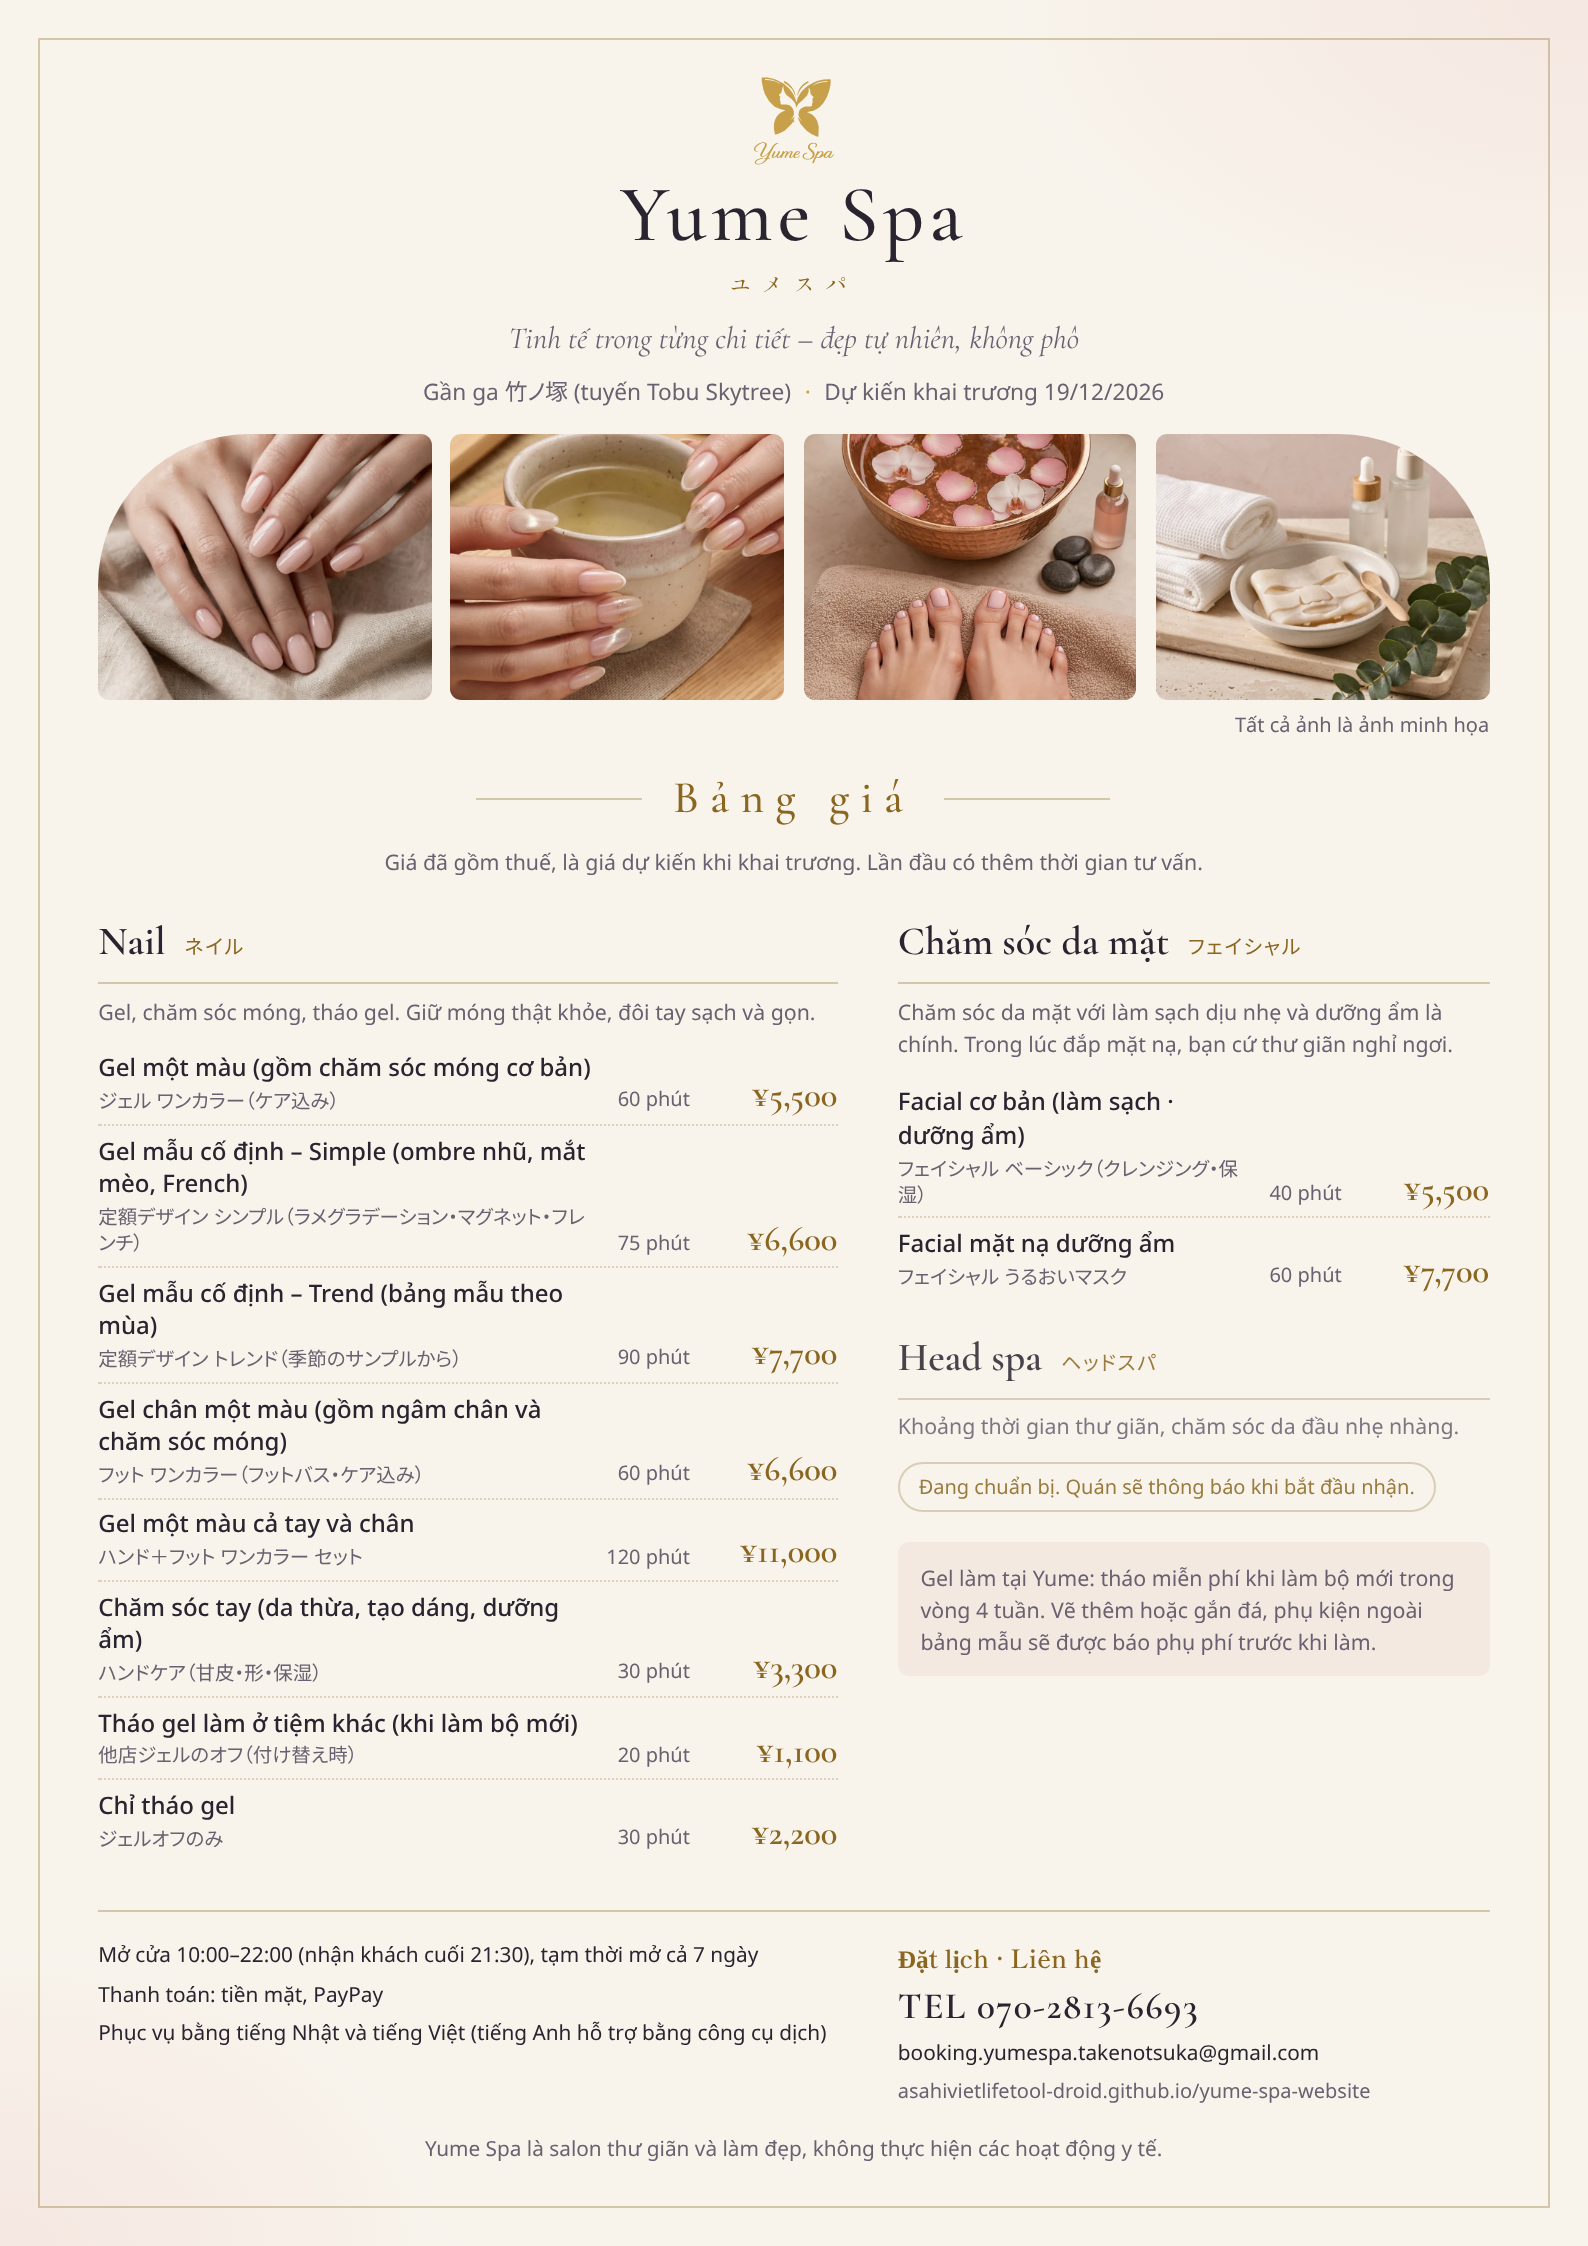 Yume Spa
Yume Spa
ユメスパ
Tinh tế trong từng chi tiết – đẹp tự nhiên, không phô
Gần ga 竹ノ塚 (tuyến Tobu Skytree) · Dự kiến khai trương 19/12/2026
Tất cả ảnh là ảnh minh họa
Bảng giá
Giá đã gồm thuế, là giá dự kiến khi khai trương. Lần đầu có thêm thời gian tư vấn.
Nail ネイル
Gel, chăm sóc móng, tháo gel. Giữ móng thật khỏe, đôi tay sạch và gọn.
Gel một màu (gồm chăm sóc móng cơ bản)
ジェル ワンカラー（ケア込み） 60 phút ¥5,500
Gel mẫu cố định – Simple (ombre nhũ, mắt
mèo, French)
定額デザイン シンプル（ラメグラデーション・マグネット・フレ
ンチ） 75 phút ¥6,600
Gel mẫu cố định – Trend (bảng mẫu theo
mùa)
定額デザイン トレンド（季節のサンプルから） 90 phút ¥7,700
Gel chân một màu (gồm ngâm chân và
chăm sóc móng)
フット ワンカラー（フットバス・ケア込み） 60 phút ¥6,600
Gel một màu cả tay và chân
ハンド＋フット ワンカラー セット 120 phút ¥11,000
Chăm sóc tay (da thừa, tạo dáng, dưỡng
ẩm)
ハンドケア（甘皮・形・保湿） 30 phút ¥3,300
Tháo gel làm ở tiệm khác (khi làm bộ mới)
他店ジェルのオフ（付け替え時） 20 phút ¥1,100
Chỉ tháo gel
ジェルオフのみ 30 phút ¥2,200
Chăm sóc da mặt フェイシャル
Chăm sóc da mặt với làm sạch dịu nhẹ và dưỡng ẩm là
chính. Trong lúc đắp mặt nạ, bạn cứ thư giãn nghỉ ngơi.
Facial cơ bản (làm sạch ·
dưỡng ẩm)
フェイシャル ベーシック（クレンジング・保
湿） 40 phút ¥5,500
Facial mặt nạ dưỡng ẩm
フェイシャル うるおいマスク 60 phút ¥7,700
Head spa ヘッドスパ
Khoảng thời gian thư giãn, chăm sóc da đầu nhẹ nhàng.
Đang chuẩn bị. Quán sẽ thông báo khi bắt đầu nhận.
Gel làm tại Yume: tháo miễn phí khi làm bộ mới trong
vòng 4 tuần. Vẽ thêm hoặc gắn đá, phụ kiện ngoài
bảng mẫu sẽ được báo phụ phí trước khi làm.
Mở cửa 10:00–22:00 (nhận khách cuối 21:30), tạm thời mở cả 7 ngày
Thanh toán: tiền mặt, PayPay
Phục vụ bằng tiếng Nhật và tiếng Việt (tiếng Anh hỗ trợ bằng công cụ dịch)
Đặt lịch · Liên hệ
TEL 070-2813-6693
booking.yumespa.takenotsuka@gmail.com
asahivietlifetool-droid.github.io/yume-spa-website
Yume Spa là salon thư giãn và làm đẹp, không thực hiện các hoạt động y tế.